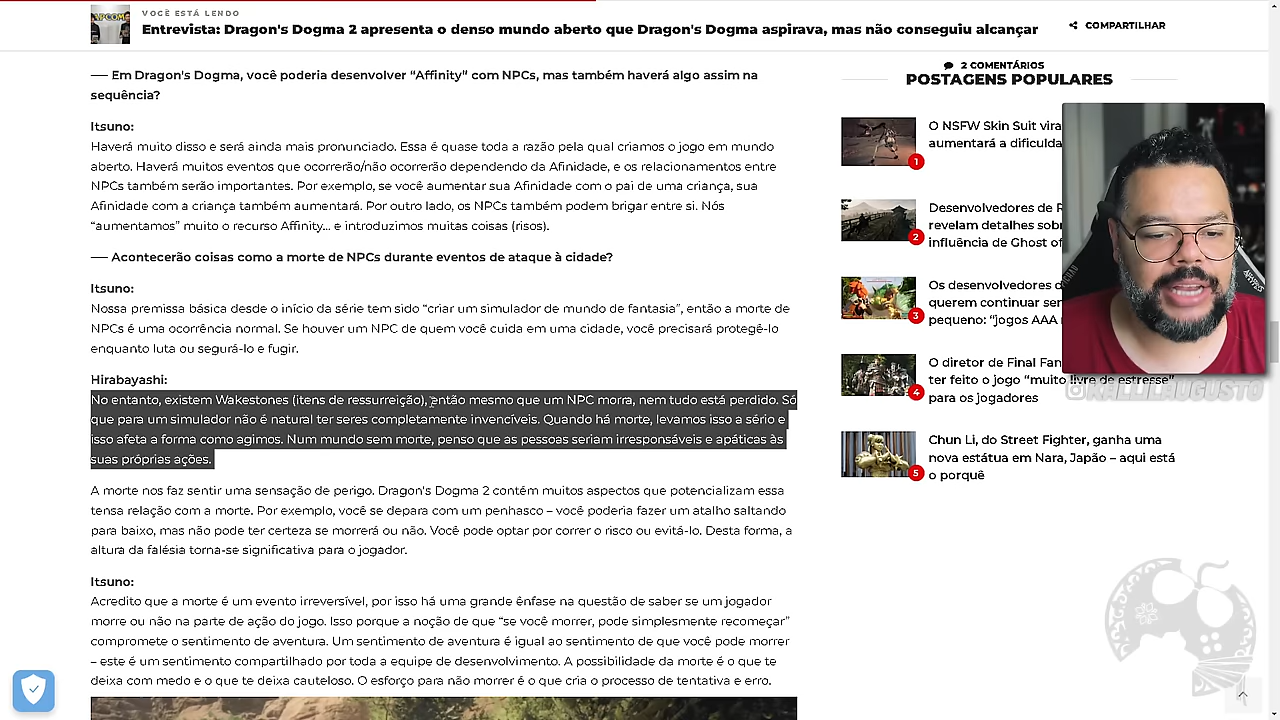 VOCÊ ESTÁ LENDO
Entrevista: Dragon's Dogma 2 apresenta o denso mundo aberto que Dragon's Dogma aspirava, mas não conseguiu alcançar
COMPARTILHAR
── Em Dragon's Dogma, você poderia desenvolver “Affinity” com NPCs, mas também haverá algo assim na
sequência?
Itsuno:
Haverá muito disso e será ainda mais pronunciado. Essa é quase toda a razão pela qual criamos o jogo em mundo
aberto. Haverá muitos eventos que ocorrerão/não ocorrerão dependendo da Afinidade, e os relacionamentos entre
NPCs também serão importantes. Por exemplo, se você aumentar sua Afinidade com o pai de uma criança, sua
Afinidade com a criança também aumentará. Por outro lado, os NPCs também podem brigar entre si. Nós
“aumentamos” muito o recurso Affinity... e introduzimos muitas coisas (risos).
── Acontecerão coisas como a morte de NPCs durante eventos de ataque à cidade?
Itsuno:
Nossa premissa básica desde o início da série tem sido “criar um simulador de mundo de fantasia”, então a morte de
NPCs é uma ocorrência normal. Se houver um NPC de quem você cuida em uma cidade, você precisará protegê-lo
enquanto luta ou segurá-lo e fugir.
Hirabayashi:
No entanto, existem Wakestones (itens de ressurreição), então mesmo que um NPC morra, nem tudo está perdido. Só
que para um simulador não é natural ter seres completamente invencíveis. Quando há morte, levamos isso a sério e
isso afeta a forma como agimos. Num mundo sem morte, penso que as pessoas seriam irresponsáveis e apáticas às
suas próprias ações.
A morte nos faz sentir uma sensação de perigo. Dragon's Dogma 2 contém muitos aspectos que potencializam essa
tensa relação com a morte. Por exemplo, você se depara com um penhasco – você poderia fazer um atalho saltando
para baixo, mas não pode ter certeza se morrerá ou não. Você pode optar por correr o risco ou evitá-lo. Desta forma, a
altura da falésia torna-se significativa para o jogador.
Itsuno:
Acredito que a morte é um evento irreversível, por isso há uma grande ênfase na questão de saber se um jogador
morre ou não na parte de ação do jogo. Isso porque a noção de que “se você morrer, pode simplesmente recomeçar”
compromete o sentimento de aventura. Um sentimento de aventura é igual ao sentimento de que você pode morrer
– este é um sentimento compartilhado por toda a equipe de desenvolvimento. A possibilidade da morte é o que te
deixa com medo e o que te deixa cauteloso. O esforço para não morrer é o que cria o processo de tentativa e erro.
2 COMENTÁRIOS
POSTAGENS POPULARES
1
O NSFW Skin Suit vira
aumentará a dificulda
2
Desenvolvedores de R
revelam detalhes sob
influência de Ghost of
3
Os desenvolvedores d
querem continuar ser
pequeno: “jogos AAA
4
O diretor de Final Fan
ter feito o jogo “muito livre de estresse”
para os jogadores
5
Chun Li, do Street Fighter, ganha uma
nova estátua em Nara, Japão – aqui está
o porquê
@KALLILAUGUSTO